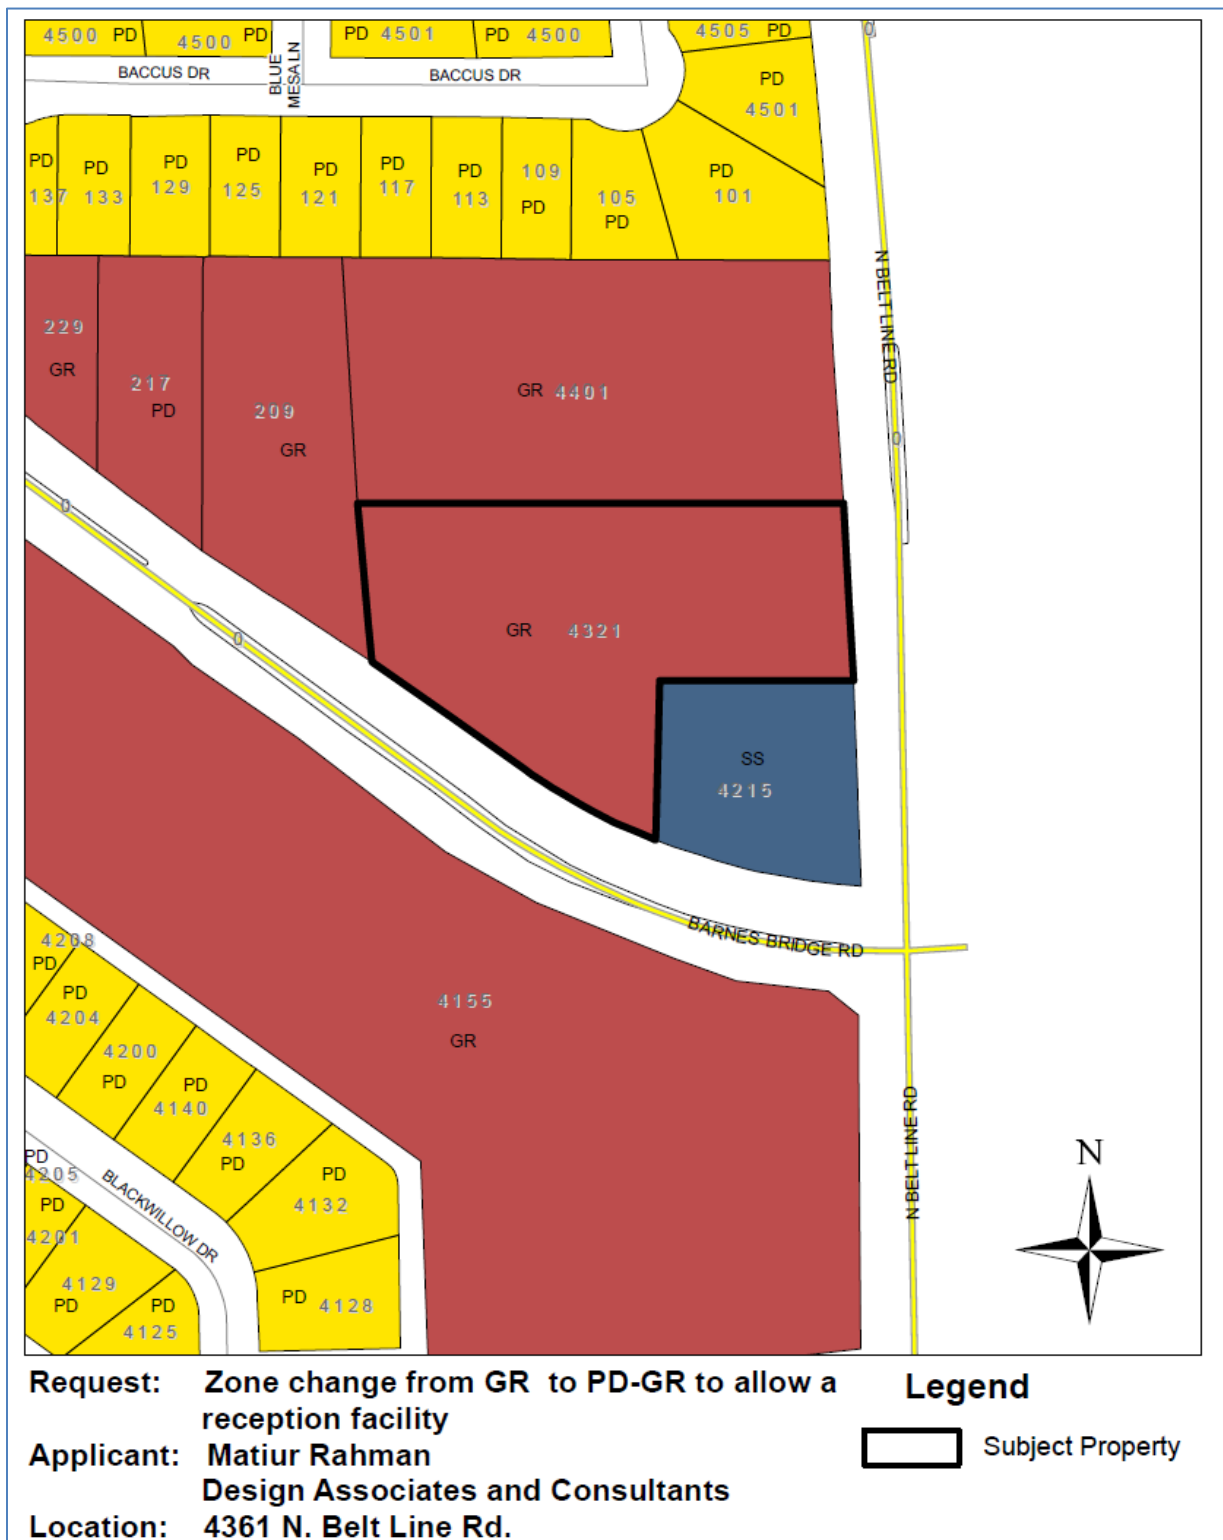 4500 PD
4500 PD
PD 4501
PD 4500
4505 PD
0
BACCUS DR
BLUE
MESA LN
BACCUS DR
PD
4501
PD
137
PD
133
PD
129
PD
125
PD
121
PD
117
PD
113
109
PD
105
PD
PD
101
N BELT LINE RD
229
GR
217
PD
209
GR
GR 4401
0
0
0
GR 4321
SS
4215
BARNES BRIDGE RD
4155
GR
4208
PD
PD
4204
4200
PD
PD
4140
4136
PD
PD
4132
PD 4128
PD
4205
PD
4201
4129
PD
PD
4125
BLACKWILLOW DR
N BELT LINE RD
N
Request: Zone change from GR to PD-GR to allow a
reception facility
Applicant: Matiur Rahman
Design Associates and Consultants
Location: 4361 N. Belt Line Rd.
Legend
Subject Property